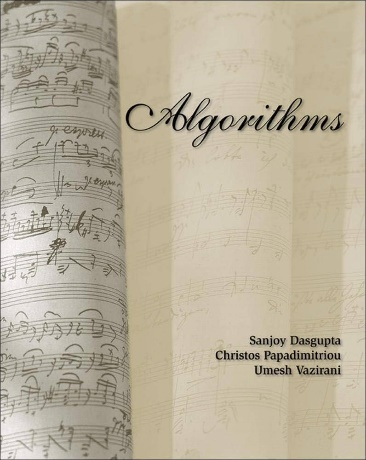 Algorithms
Sanjoy Dasgupta
Christos Papadimitriou
Umesh Vazirani